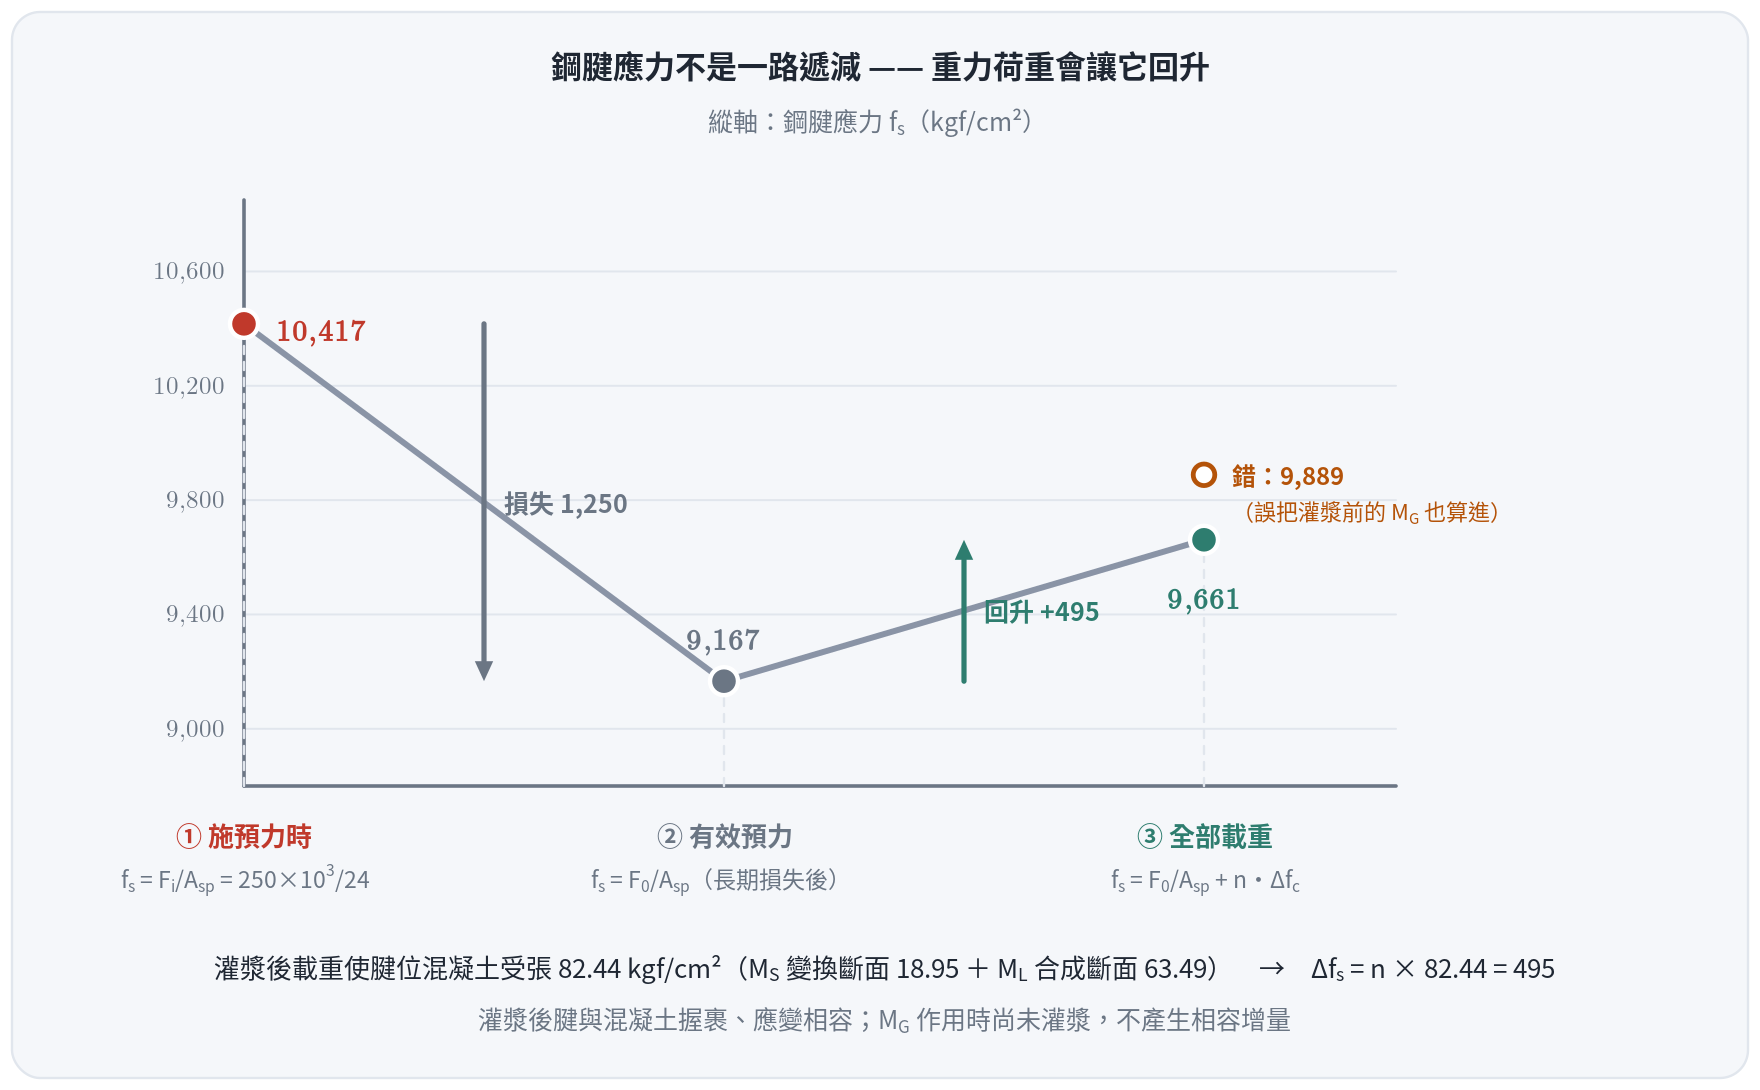 鋼腱應力不是一路遞減 —— 重力荷重會讓它回升
縱軸：鋼腱應力 fₛ（kgf/cm²）
10,600
10,417
10,200
錯：9,889
9,800
損失 1,250
（誤把灌漿前的 M_G 也算進）
9,661
9,400
回升 +495
9,167
9,000
① 施預力時
② 有效預力
③ 全部載重
fₛ = Fᵢ/A_sp = 250×10³/24
fₛ = F₀/A_sp（長期損失後）
fₛ = F₀/A_sp + n・Δf_c
灌漿後載重使腱位混凝土受張 82.44 kgf/cm²（M_S 變換斷面 18.95 ＋ M_L 合成斷面 63.49） → Δfₛ = n × 82.44 = 495
灌漿後腱與混凝土握裹、應變相容；M_G 作用時尚未灌漿，不產生相容增量